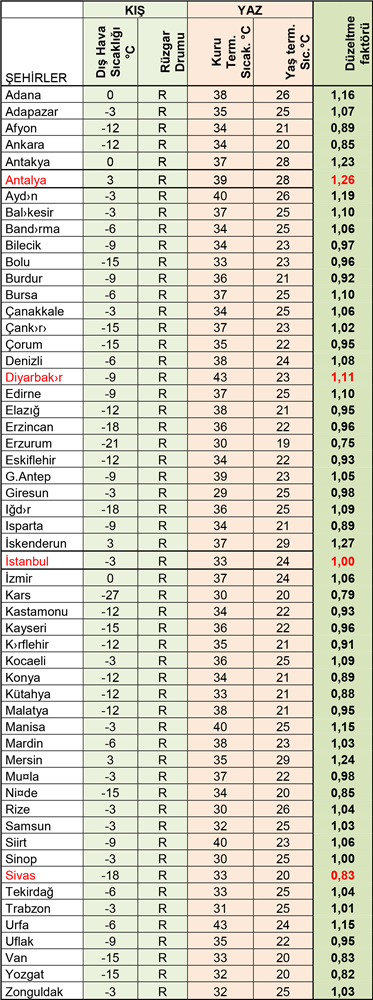 KIŞ YAZ
ŞEHİRLER Dış Hava Sıcaklığı °C Rüzgar Drumu Kuru Term. Sıcak. °C Yaş term. Sıc.°C Düzeltme faktörü
Adana 0 R 38 26 1,16
Adapazar -3 R 35 25 1,07
Afyon -12 R 34 21 0,89
Ankara -12 R 34 20 0,85
Antakya 0 R 37 28 1,23
Antalya 3 R 39 28 1,26
Ayd›n -3 R 40 26 1,19
Bal›kesir -3 R 37 25 1,10
Band›rma -6 R 34 25 1,06
Bilecik -9 R 34 23 0,97
Bolu -15 R 33 23 0,96
Burdur -9 R 36 21 0,92
Bursa -6 R 37 25 1,10
Çanakkale -3 R 34 25 1,06
Çank›r› -15 R 37 23 1,02
Çorum -15 R 35 22 0,95
Denizli -6 R 38 24 1,08
Diyarbak›r -9 R 43 23 1,11
Edirne -9 R 37 25 1,10
Elazığ -12 R 38 21 0,95
Erzincan -18 R 36 22 0,96
Erzurum -21 R 30 19 0,75
Eskiflehir -12 R 34 22 0,93
G.Antep -9 R 39 23 1,05
Giresun -3 R 29 25 0,98
Iğd›r -18 R 36 25 1,09
Isparta -9 R 34 21 0,89
İskenderun 3 R 37 29 1,27
İstanbul -3 R 33 24 1,00
İzmir 0 R 37 24 1,06
Kars -27 R 30 20 0,79
Kastamonu -12 R 34 22 0,93
Kayseri -15 R 36 22 0,96
K›rflehir -12 R 35 21 0,91
Kocaeli -3 R 36 25 1,09
Konya -12 R 34 21 0,89
Kütahya -12 R 33 21 0,88
Malatya -12 R 38 21 0,95
Manisa -3 R 40 25 1,15
Mardin -6 R 38 23 1,03
Mersin 3 R 35 29 1,24
Mu¤la -3 R 37 22 0,98
Ni¤de -15 R 34 20 0,85
Rize -3 R 30 26 1,04
Samsun -3 R 32 25 1,03
Siirt -9 R 40 23 1,06
Sinop -3 R 30 25 1,00
Sivas -18 R 33 20 0,83
Tekirdağ -6 R 33 25 1,04
Trabzon -3 R 31 25 1,01
Urfa -6 R 43 24 1,15
Uflak -9 R 35 22 0,95
Van -15 R 33 20 0,83
Yozgat -15 R 32 20 0,82
Zonguldak -3 R 32 25 1,03